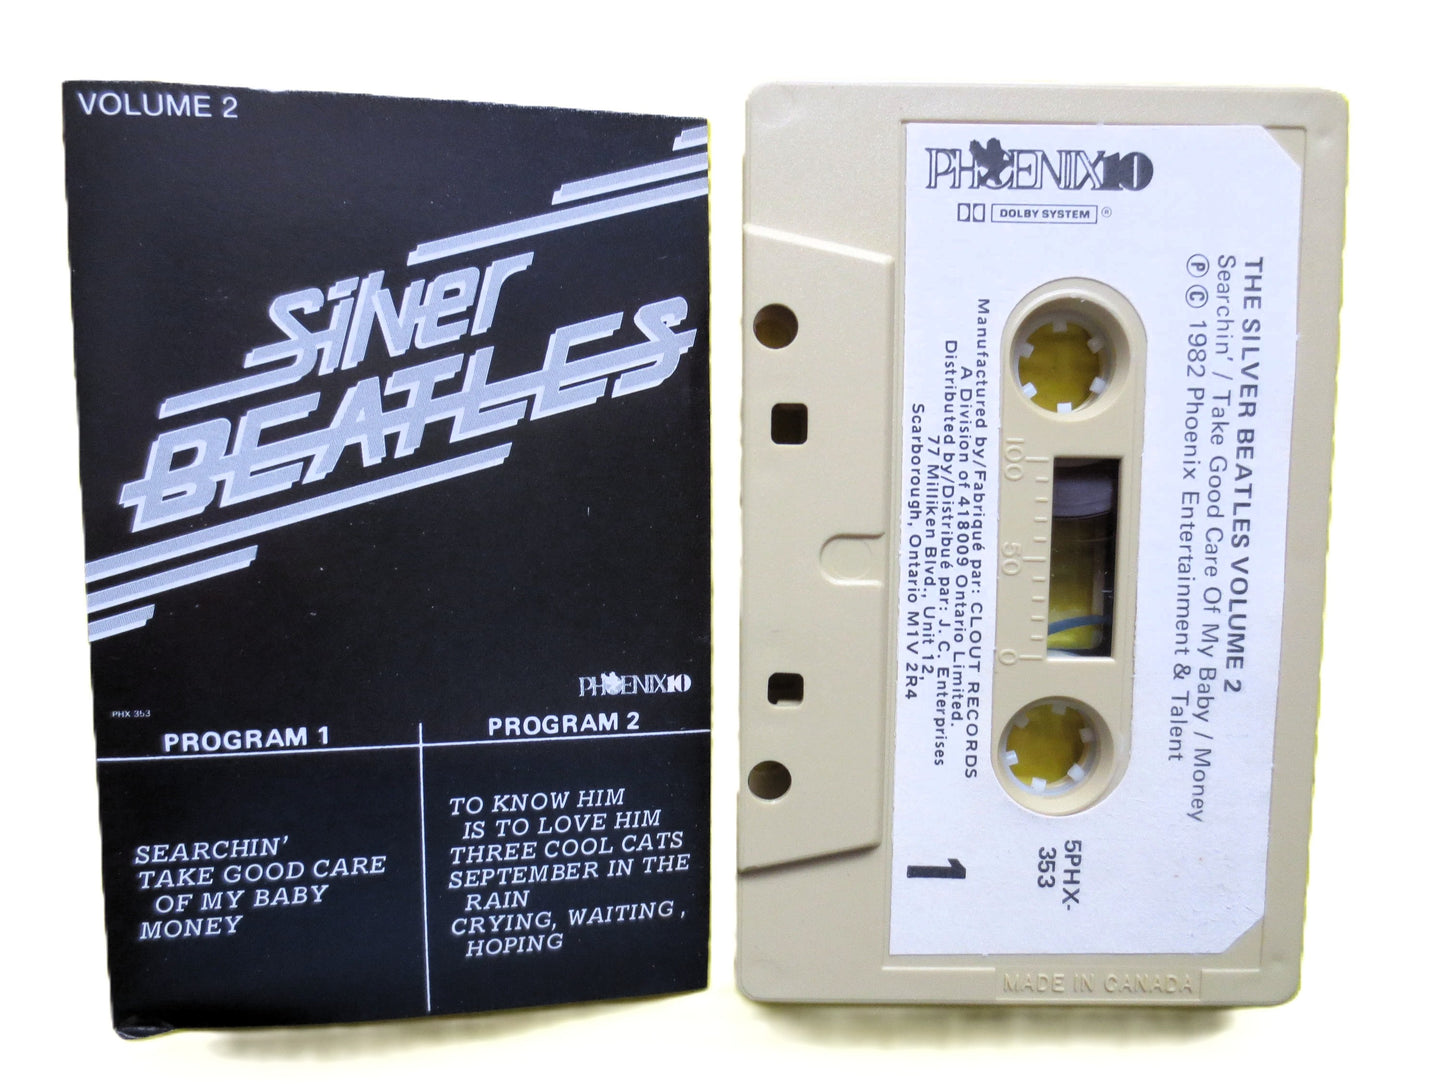 VOLUME 2
Silver
BEATLES
PHOENIX10
PHX 353
PROGRAM 1
SEARCHIN'
TAKE GOOD CARE
OF MY BABY
MONEY
PROGRAM 2
TO KNOW HIM
IS TO LOVE HIM
THREE COOL CATS
SEPTEMBER IN THE
RAIN
CRYING, WAITING,
HOPING
PHOENIX10
DOLBY SYSTEM ®
THE SILVER BEATLES VOLUME 2
Searchin' / Take Good Care Of My Baby / Money
Ⓟ © 1982 Phoenix Entertainment & Talent
Manufactured by/Fabriqué par: CLOUT RECORDS
A Division of 418009 Ontario Limited.
Distributed by/Distribué par: J. C. Enterprises
77 Milliken Blvd., Unit 12,
Scarborough, Ontario M1V 2R4
100
50
0
1
5PHX-
353
MADE IN CANADA